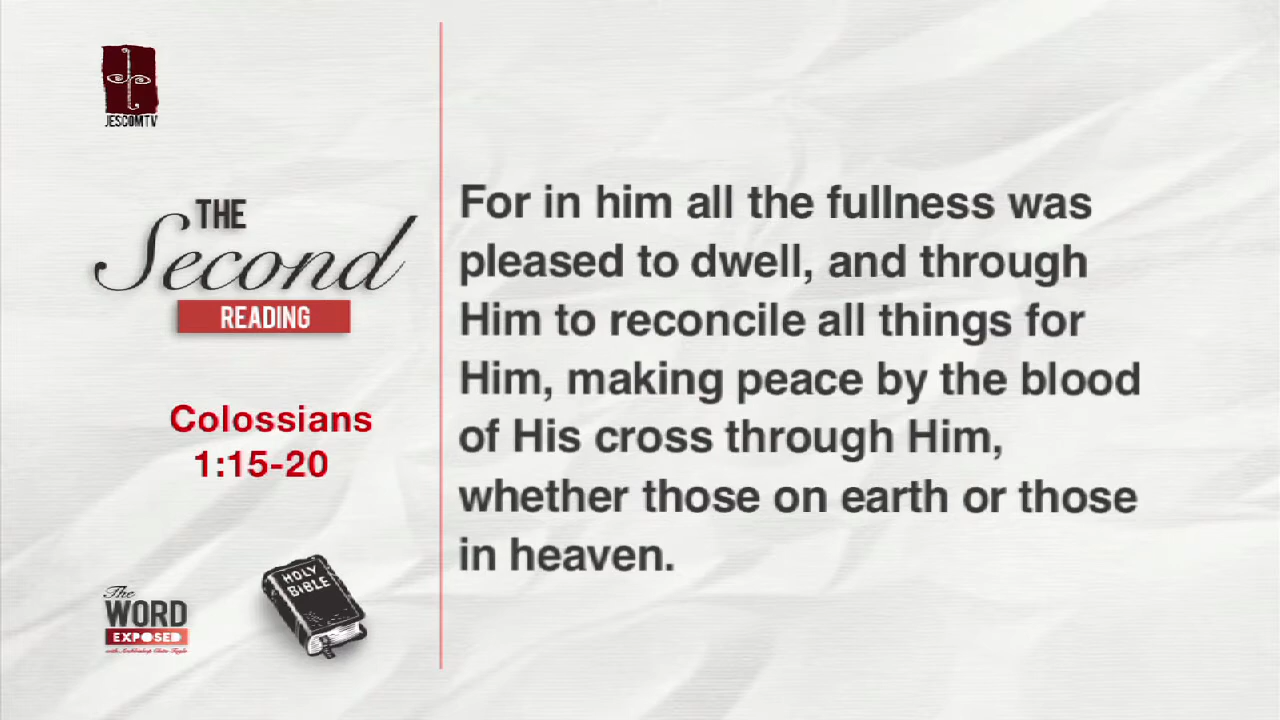 JESCOMTV
THE
Second
READING
Colossians
1:15-20
HOLY
BIBLE
The
WORD
EXPOSED
For in him all the fullness was
pleased to dwell, and through
Him to reconcile all things for
Him, making peace by the blood
of His cross through Him,
whether those on earth or those
in heaven.